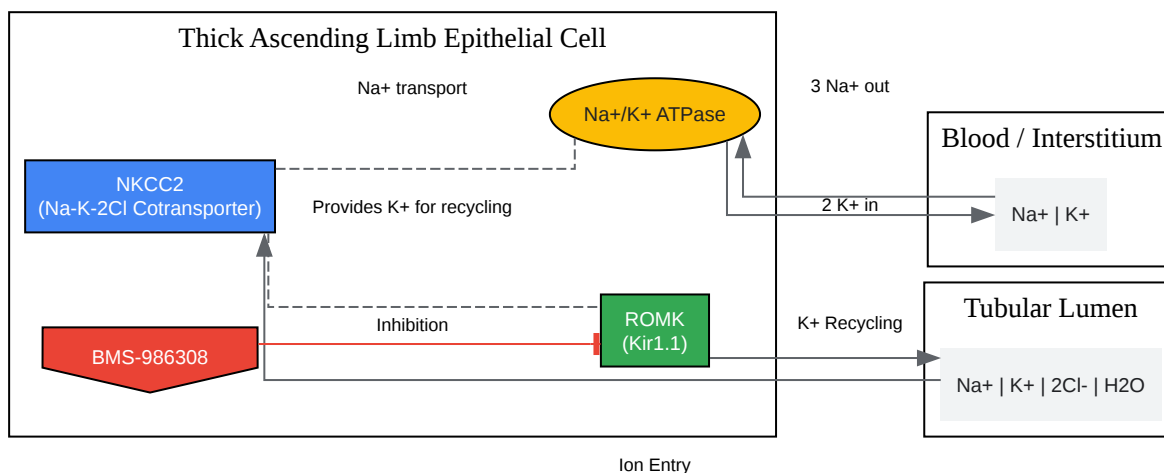 Thick Ascending Limb Epithelial Cell
Na+ transport
3 Na+ out
Na+/K+ ATPase
Blood / Interstitium
NKCC2
(Na-K-2Cl Cotransporter)
Provides K+ for recycling
2 K+ in
Na+ | K+
Tubular Lumen
ROMK
(Kir1.1)
Inhibition
K+ Recycling
BMS-986308
Na+ | K+ | 2Cl- | H2O
Ion Entry